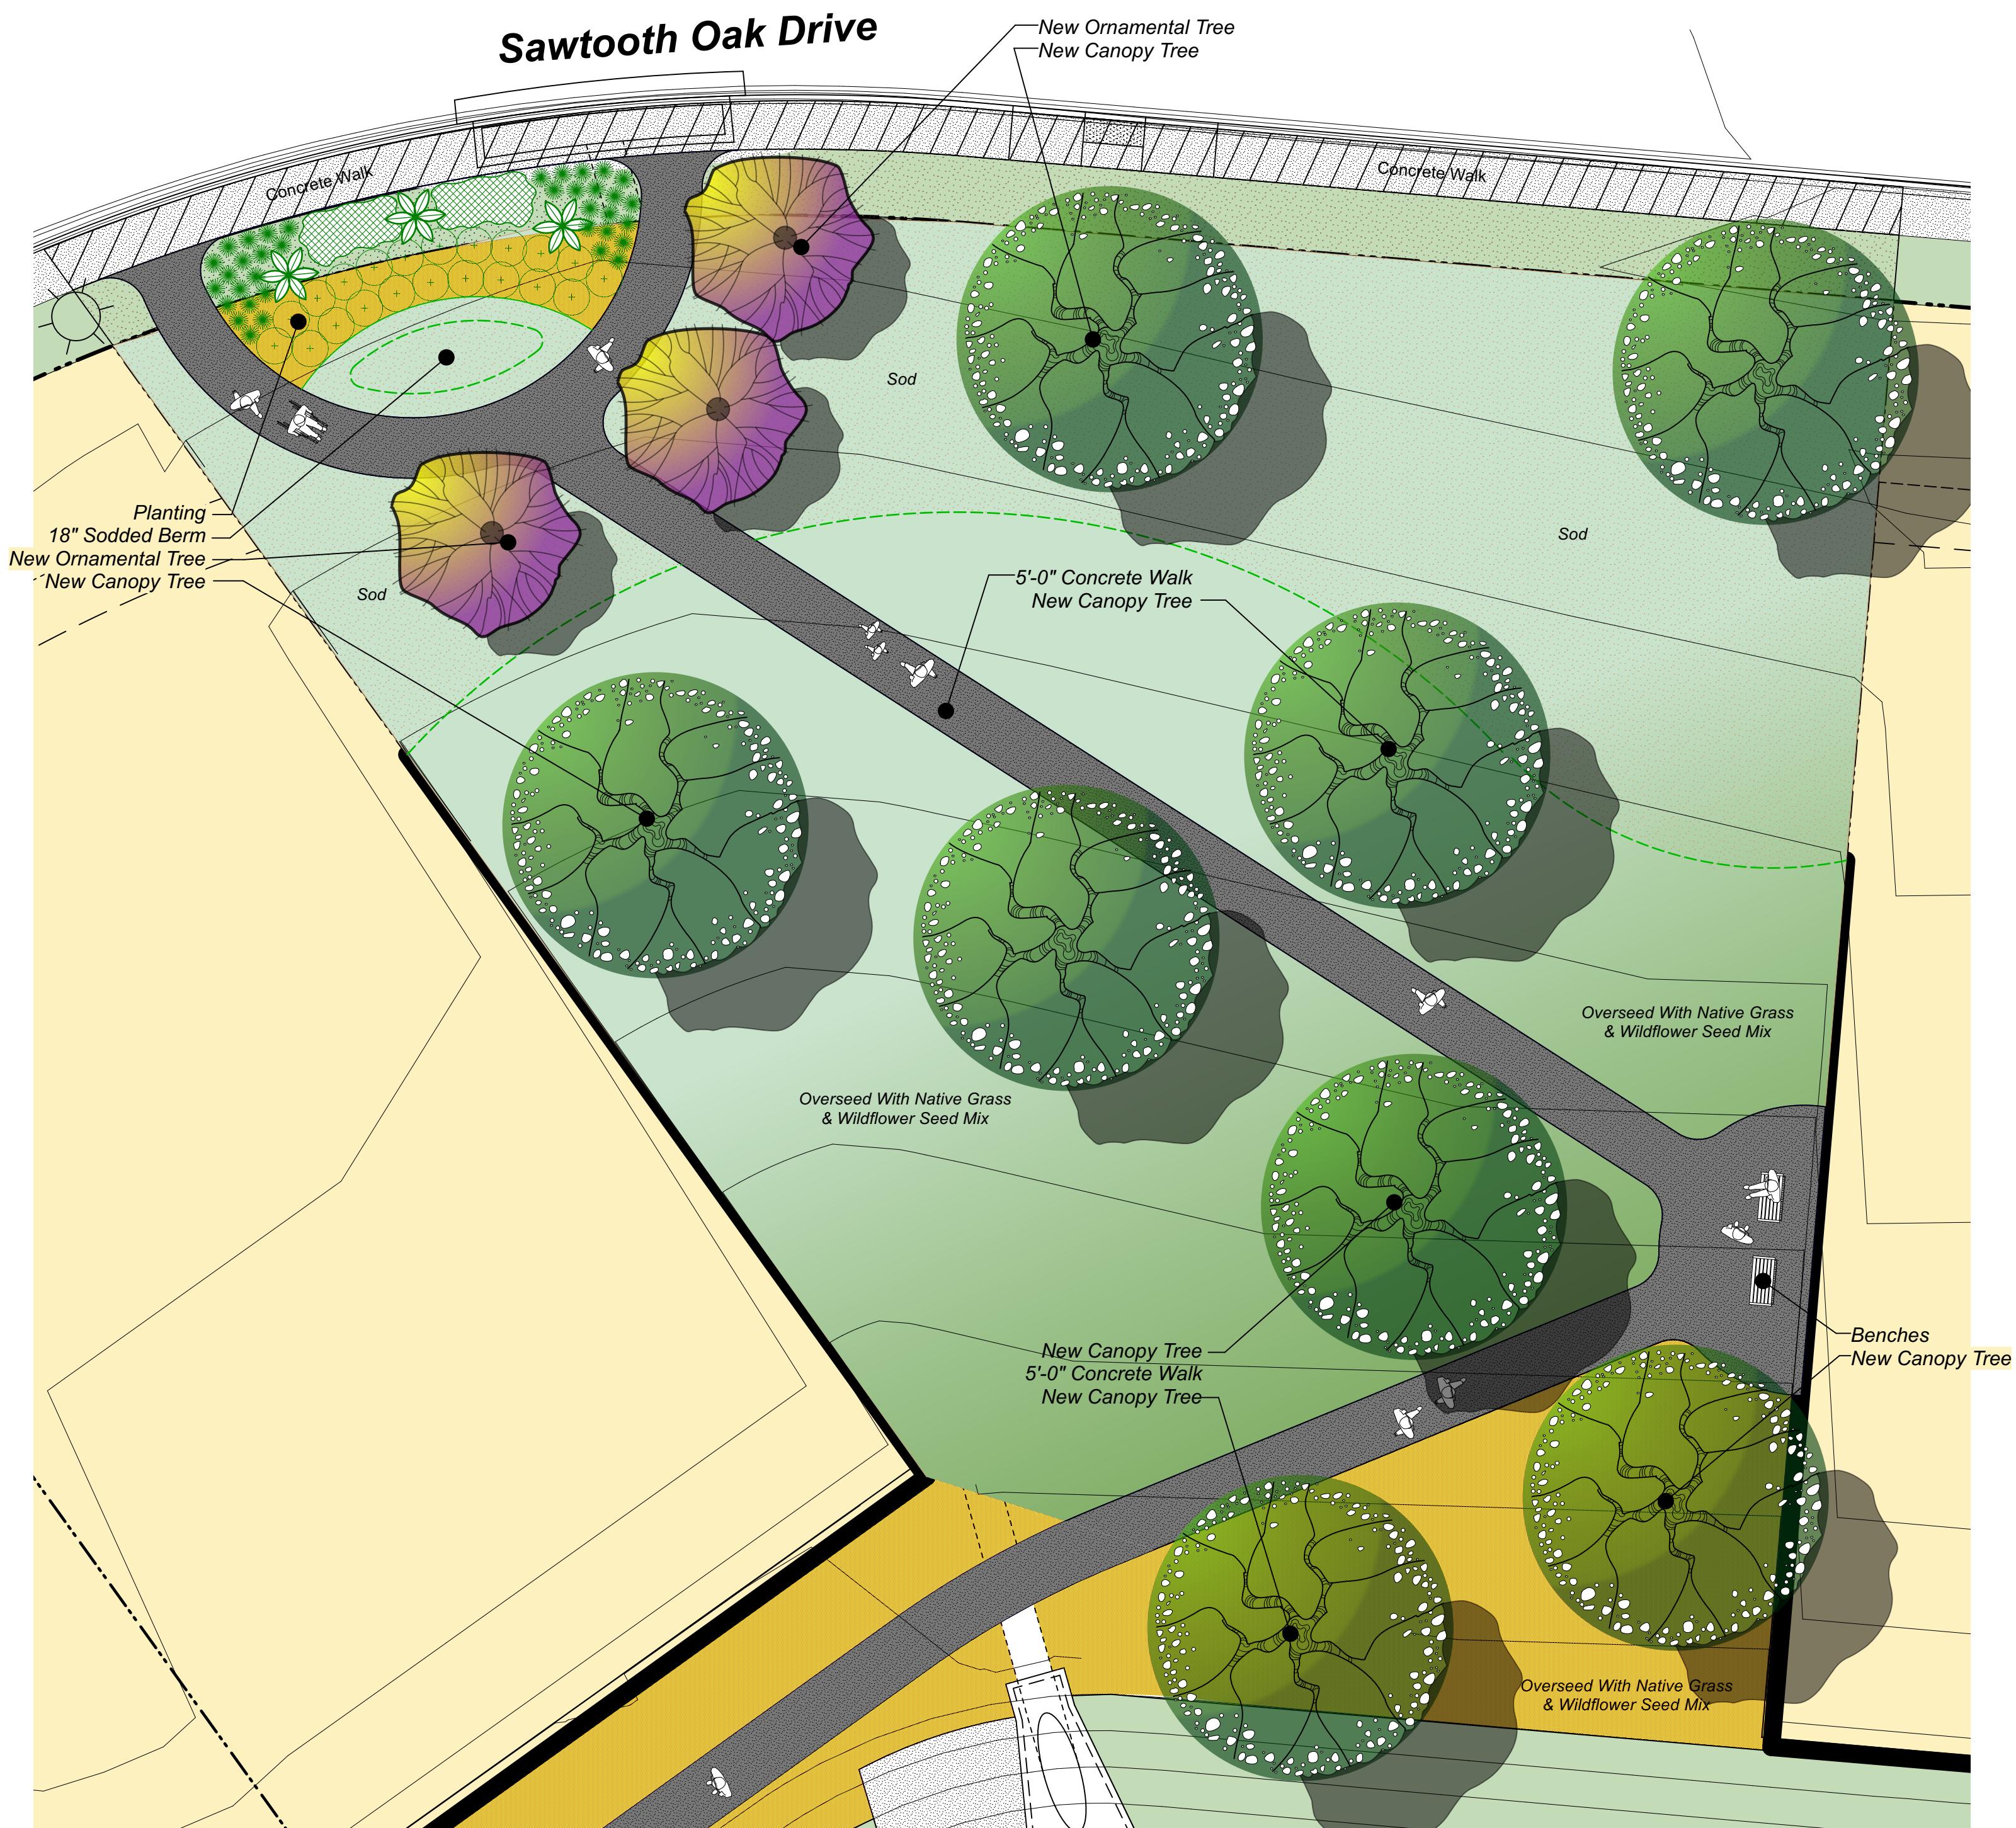 Sawtooth Oak Drive
New Ornamental Tree
New Canopy Tree
Concrete Walk
Concrete Walk
Sod
Planting
18" Sodded Berm
New Ornamental Tree
New Canopy Tree
Sod
Sod
5'-0" Concrete Walk
New Canopy Tree
Overseed With Native Grass
& Wildflower Seed Mix
Overseed With Native Grass
& Wildflower Seed Mix
New Canopy Tree
5'-0" Concrete Walk
New Canopy Tree
Benches
New Canopy Tree
Overseed With Native Grass
& Wildflower Seed Mix